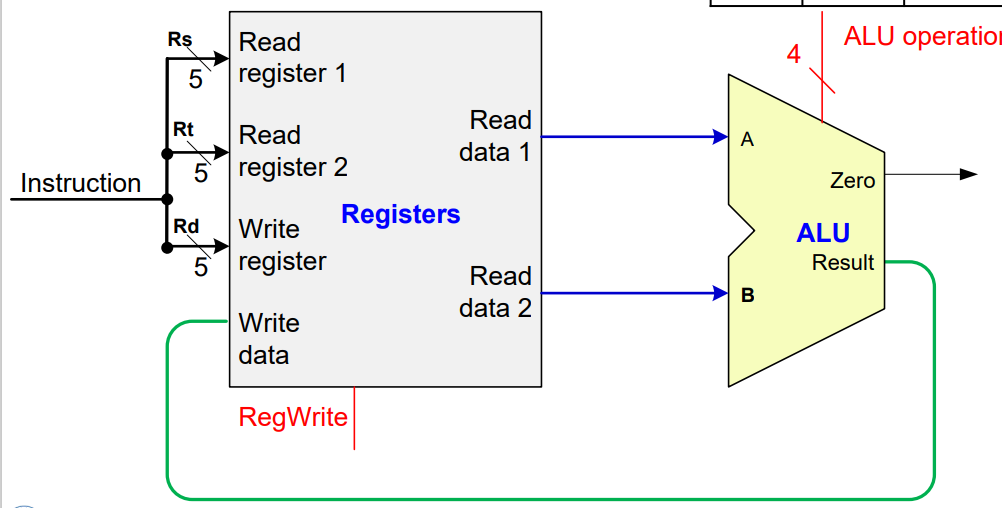 Rs
5
Read
register 1
Rt
5
Read
register 2
Instruction
Rd
5
Write
register
Write
data
Registers
Read
data 1
Read
data 2
RegWrite
4
ALU operation
A
B
Zero
ALU
Result